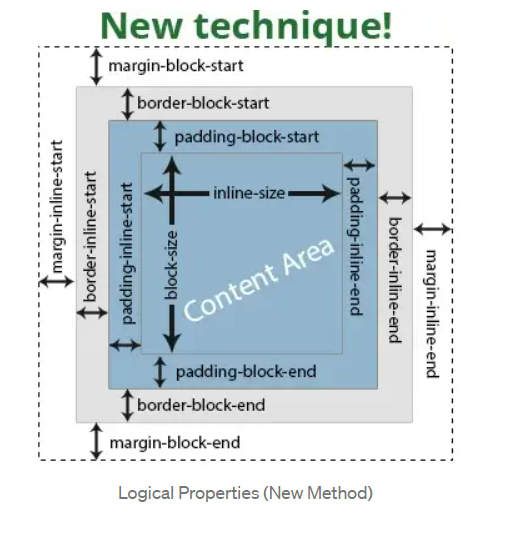 New technique!
margin-block-start
border-block-start
padding-block-start
margin-inline-start
border-inline-start
padding-inline-start
block-size
inline-size
Content Area
padding-inline-end
border-inline-end
margin-inline-end
padding-block-end
border-block-end
margin-block-end
Logical Properties (New Method)